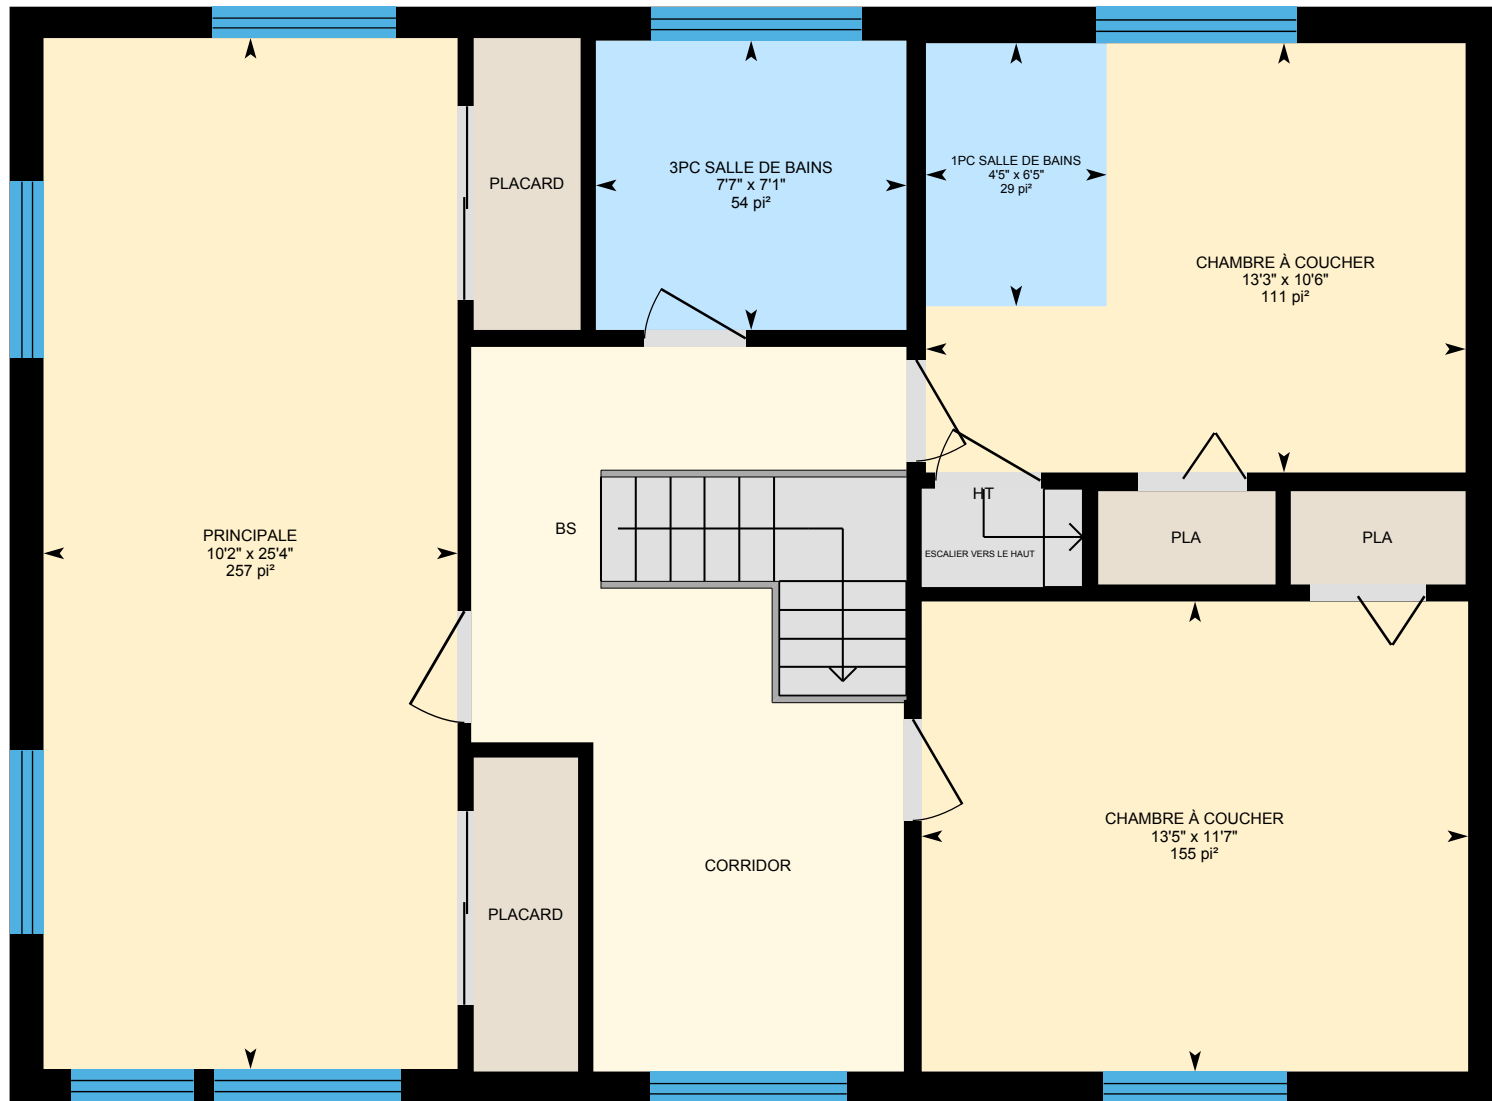 PLACARD
3PC SALLE DE BAINS
7'7" x 7'1"
54 pi²
1PC SALLE DE BAINS
4'5" x 6'5"
29 pi²
CHAMBRE À COUCHER
13'3" x 10'6"
111 pi²
PRINCIPALE
10'2" x 25'4"
257 pi²
BS
HT
ESCALIER VERS LE HAUT
PLA
PLA
CHAMBRE À COUCHER
13'5" x 11'7"
155 pi²
CORRIDOR
PLACARD